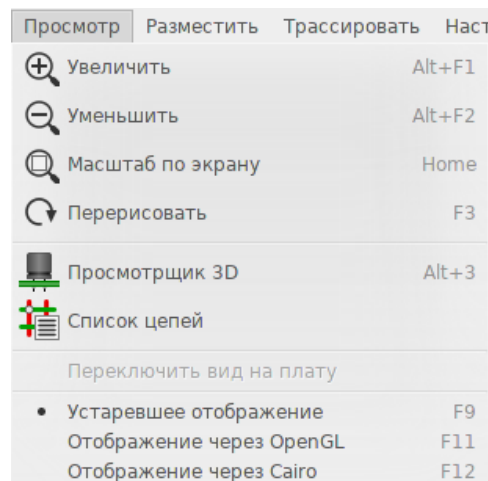 Просмотр Разместить Трассировать Наст
Увеличить Alt+F1
Уменьшить Alt+F2
Масштаб по экрану Home
Перерисовать F3
Просмотрщик 3D Alt+3
Список цепей
Переключить вид на плату
Устаревшее отображение F9
Отображение через OpenGL F11
Отображение через Cairo F12